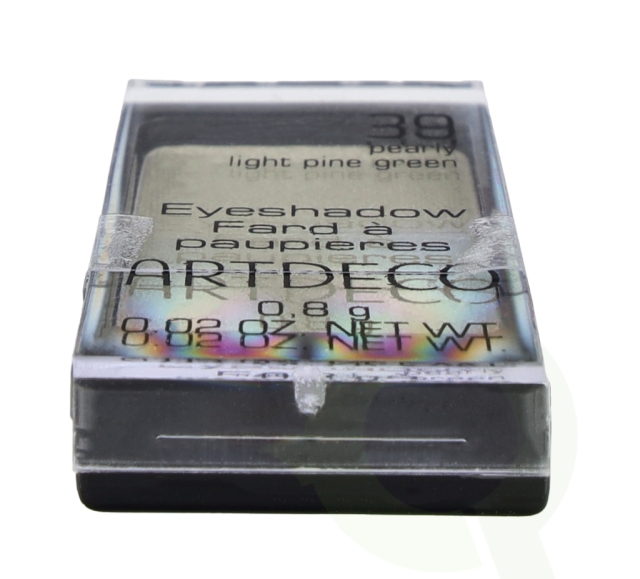 39
pearly
light pine green
Eyeshadow
Fard à
paupieres
ARTDECO
0,8 g
0.02 OZ NET WT.